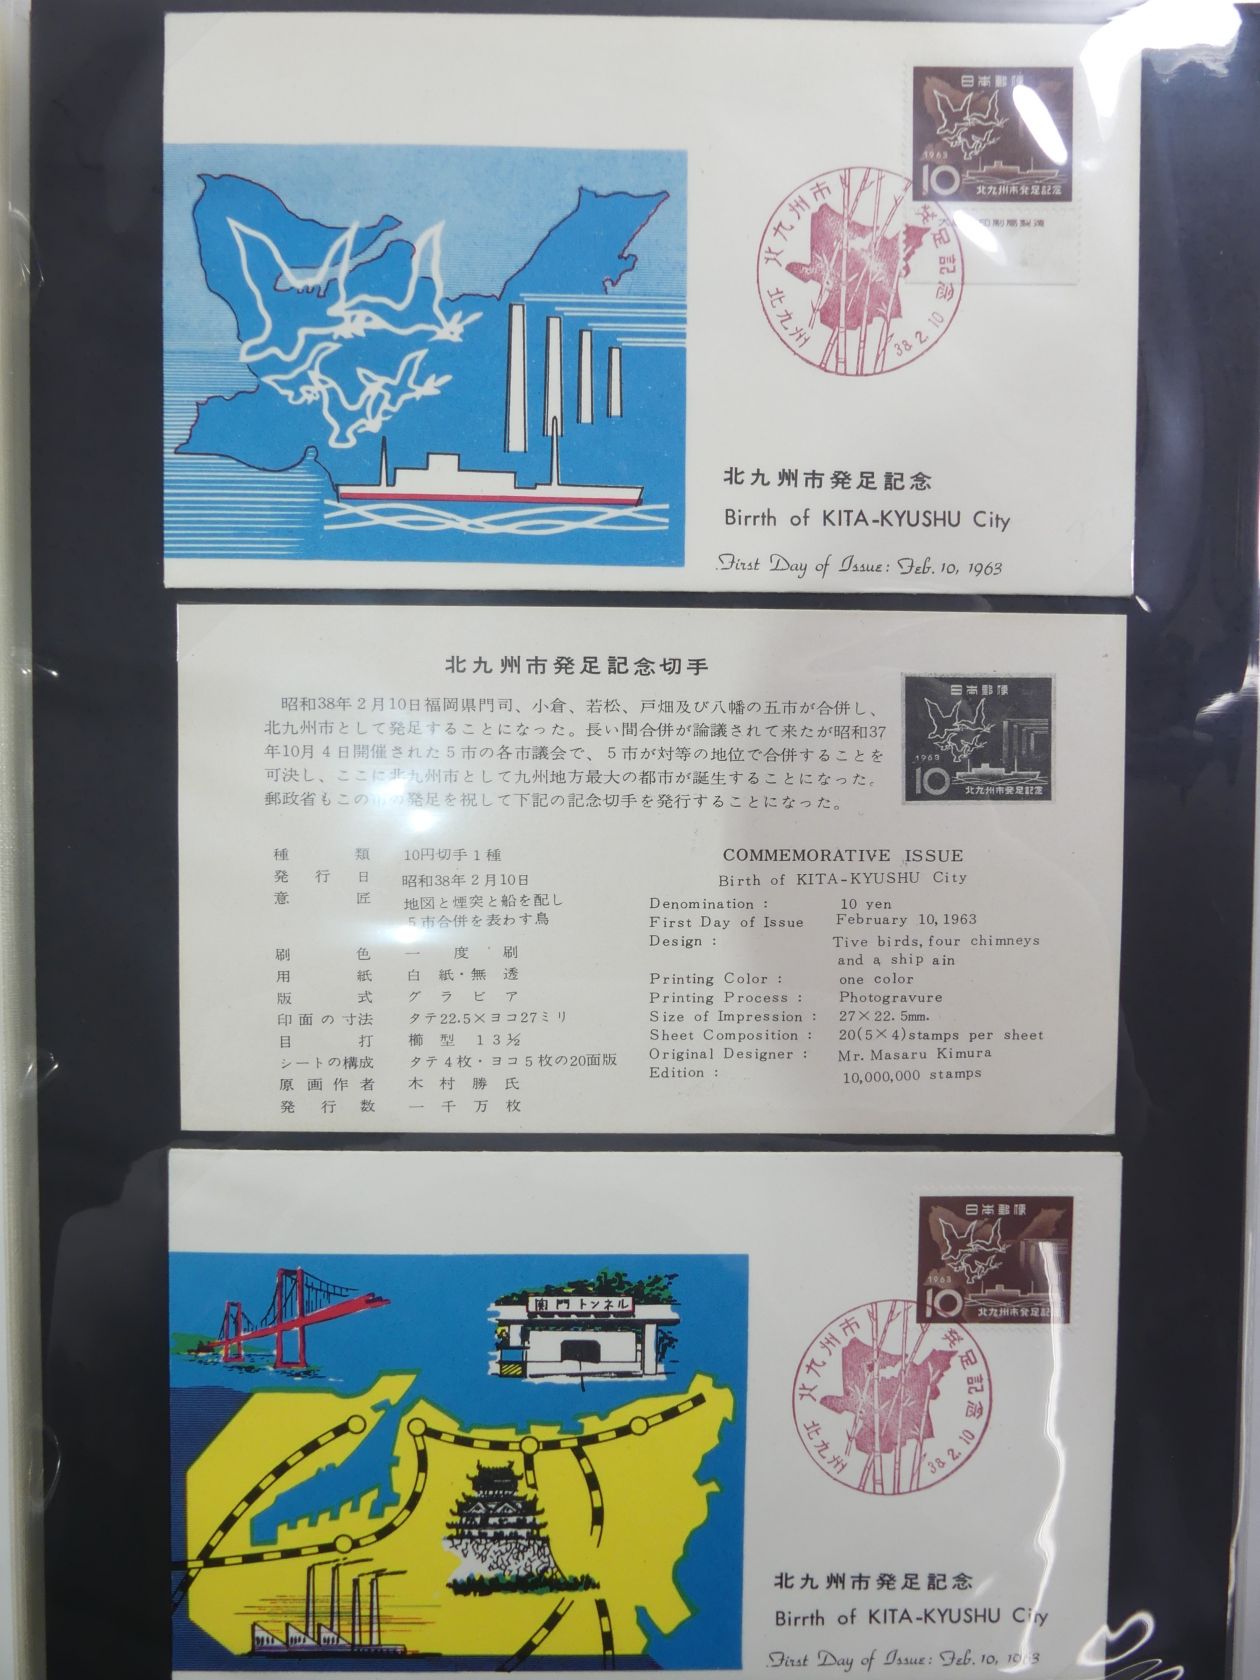 日本郵便
1963
10
北九州市発足記念
印刷局製造
北九州市発足記念
北九州
38.2.10
北九州市発足記念
Birrth of KITA-KYUSHU City
First Day of Issue: Feb. 10, 1963
北九州市発足記念切手
昭和38年2月10日福岡県門司、小倉、若松、戸畑及び八幡の五市が合併し、
北九州市として発足することになった。長い間合併が論議されて来たが昭和37
年10月4日開催された5市の各市議会で、5市が対等の地位で合併することを
可決し、ここに北九州市として九州地方最大の都市が誕生することになった。
郵政省もこの市の発足を祝して下記の記念切手を発行することになった。
日本郵便
1963
10
北九州市発足記念
種類 10円切手1種
発行日 昭和38年2月10日
意匠 地図と煙突と船を配し
5市合併を表わす鳥
刷色 一度刷
用紙 白紙・無透
版式 グラビア
印面の寸法 タテ22.5×ヨコ27ミリ
目打 櫛型 13½
シートの構成 タテ4枚・ヨコ5枚の20面版
原画作者 木村勝氏
発行数 一千万枚
COMMEMORATIVE ISSUE
Birth of KITA-KYUSHU City
Denomination : 10 yen
First Day of Issue February 10, 1963
Design : Tive birds, four chimneys
and a ship ain
Printing Color : one color
Printing Process : Photogravure
Size of Impression : 27×22.5mm.
Sheet Composition : 20(5×4)stamps per sheet
Original Designer : Mr. Masaru Kimura
Edition : 10,000,000 stamps
日本郵便
1963
10
北九州市発足記念
関門トンネル
北九州市発足記念
北九州
38.2.10
北九州市発足記念
Birrth of KITA-KYUSHU City
First Day of Issue: Feb. 10, 1963